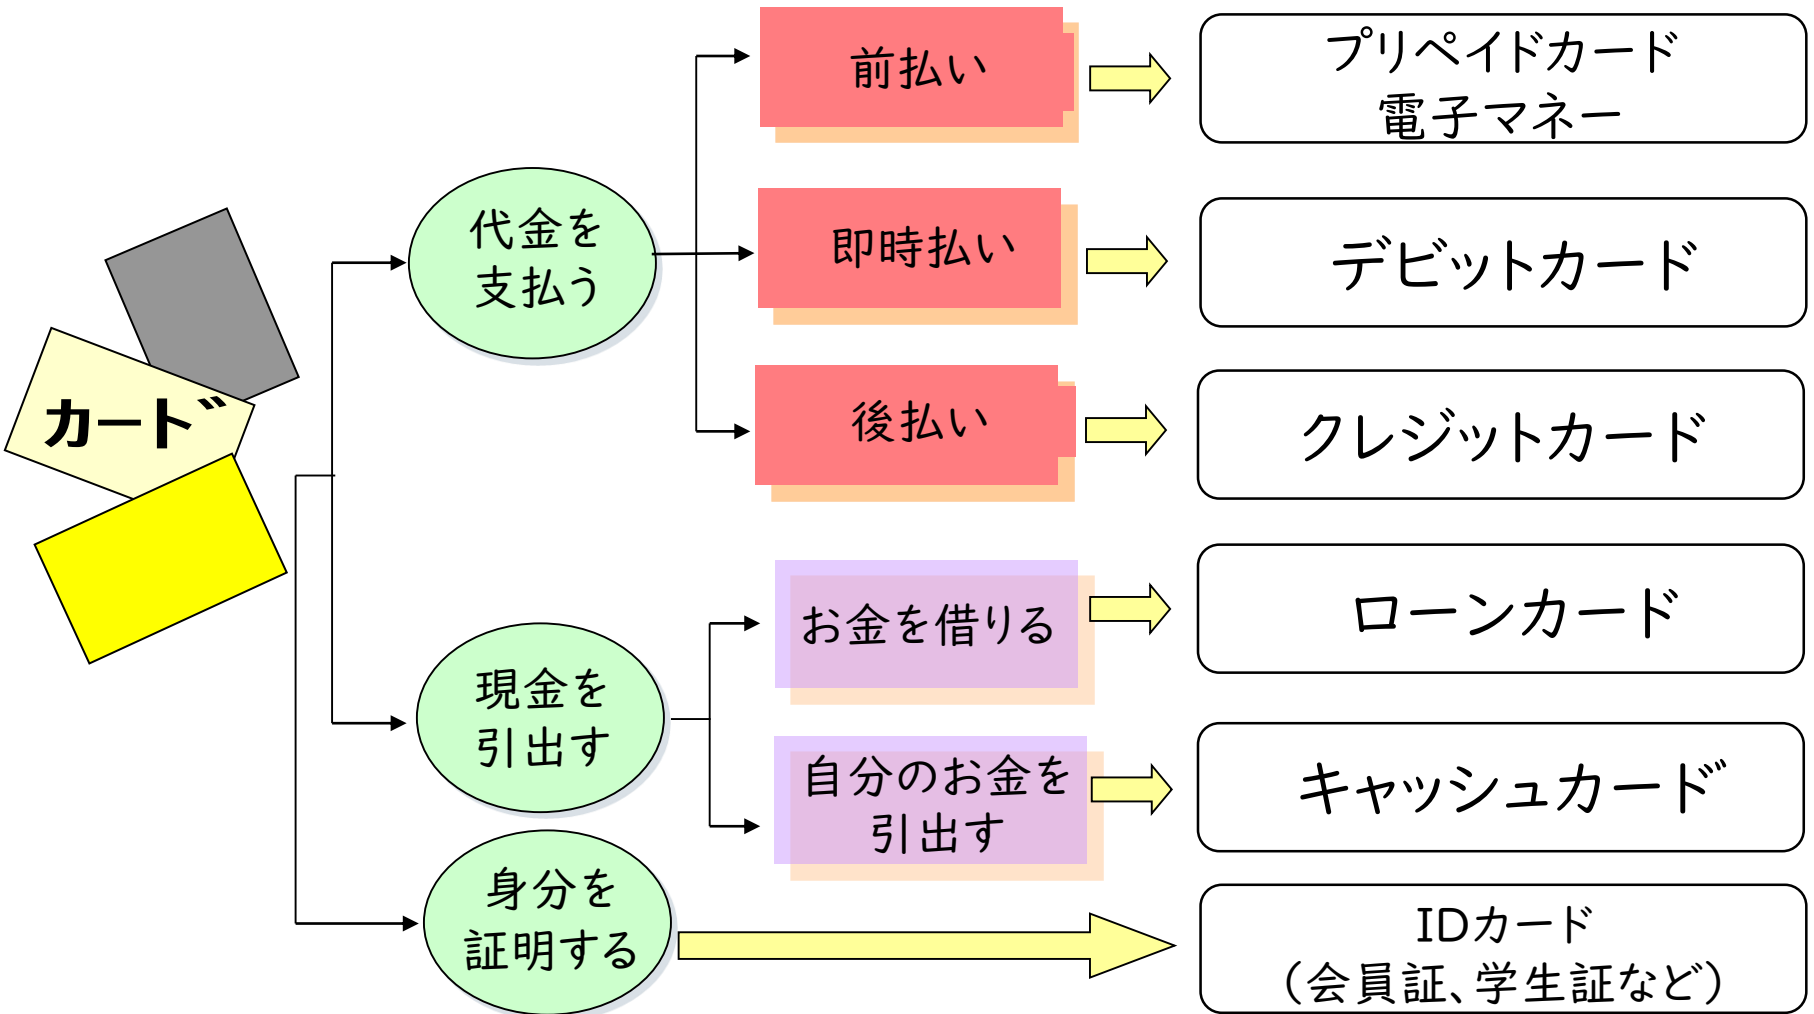 カード
代金を
支払う
前払い
プリペイドカード
電子マネー
即時払い
デビットカード
後払い
クレジットカード
現金を
引出す
お金を借りる
ローンカード
自分のお金を
引出す
キャッシュカード
身分を
証明する
IDカード
(会員証、学生証など)